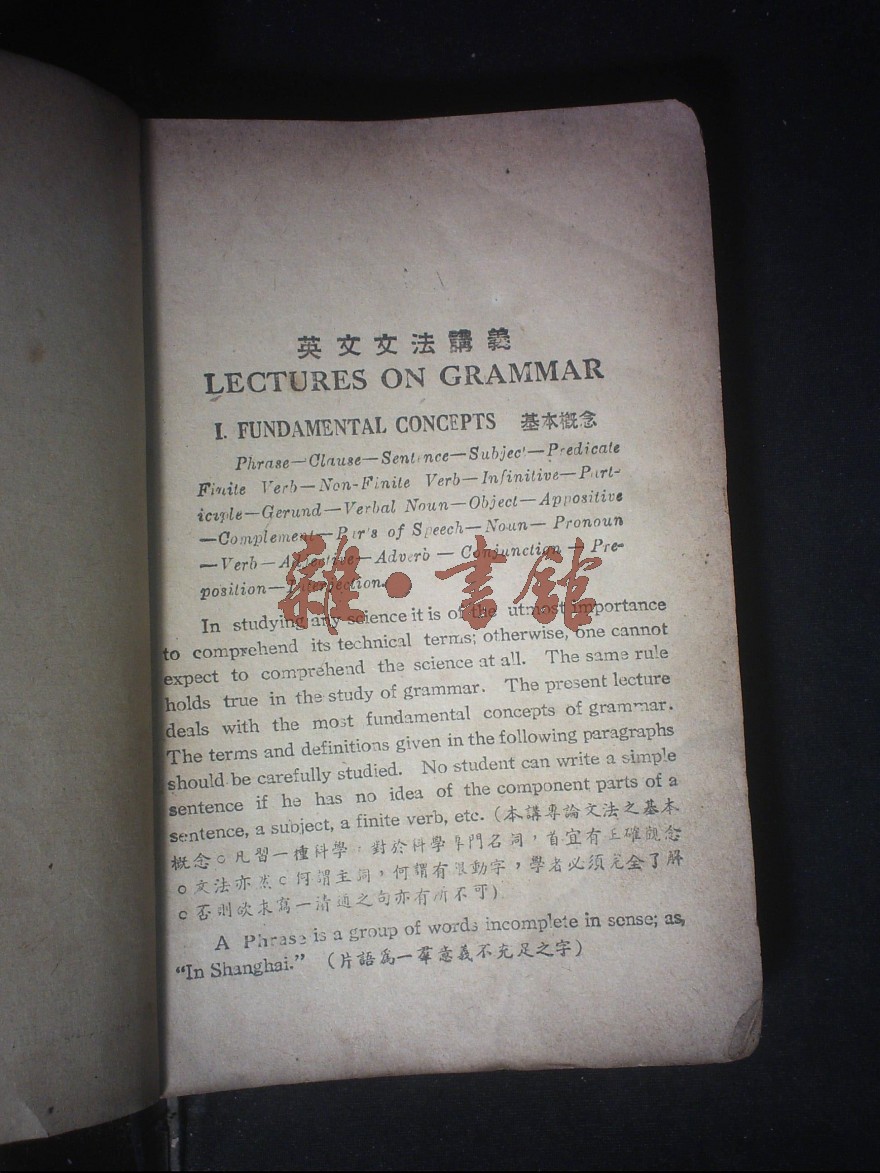 英文文法講義
LECTURES ON GRAMMAR
I. FUNDAMENTAL CONCEPTS 基本概念
Phrase—Clause—Sentence—Subject—Predicate
Finite Verb—Non-Finite Verb—Infinitive—Part-
iciple—Gerund—Verbal Noun—Object—Appositive
—Complement—Parts of Speech—Noun—Pronoun
—Verb—Adjective—Adverb—Conjunction—Pre-
position—Interjection.
雜·書館
In studying any science it is of the utmost importance
to comprehend its technical terms; otherwise, one cannot
expect to comprehend the science at all. The same rule
holds true in the study of grammar. The present lecture
deals with the most fundamental concepts of grammar.
The terms and definitions given in the following paragraphs
should be carefully studied. No student can write a simple
sentence if he has no idea of the component parts of a
sentence, a subject, a finite verb, etc. (本講專論文法之基本
概念。凡習一種科學,對於科學專門名詞,首宜有正確觀念
。文法亦然。何謂主詞,何謂有限動字,學者必須完全了解
。否則欲求寫一清通之句亦有所不可)
A Phrase is a group of words incomplete in sense; as,
“In Shanghai.” (片語爲一羣意義不充足之字)